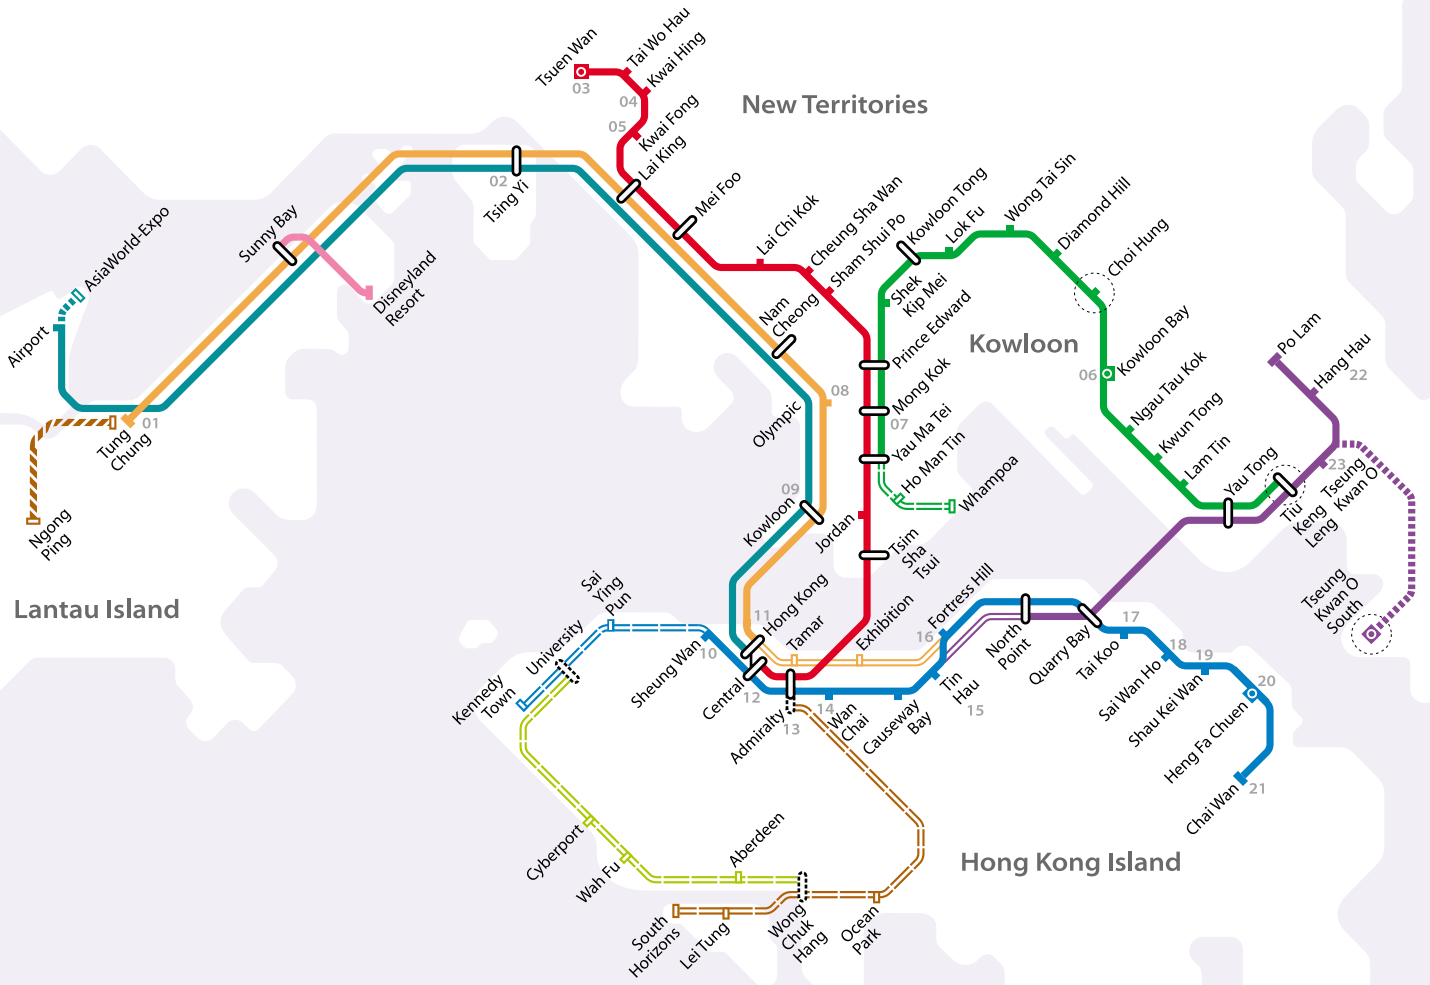 Tsuen Wan
03
Tai Wo Hau
Kwai Hing
04
05
Kwai Fong
Lai King
New Territories
02
Tsing Yi
Mei Foo
Sunny Bay
AsiaWorld-Expo
Airport
Disneyland
Resort
Lai Chi Kok
Cheung Sha Wan
Sham Shui Po
Kowloon Tong
Lok Fu
Wong Tai Sin
Diamond Hill
Choi Hung
Shek
Kip Mei
Nam
Cheong
Prince Edward
Kowloon
Kowloon Bay
06
Po Lam
Hang Hau
22
Mong Kok
07
08
Olympic
Yau Ma Tei
Ho Man Tin
Whampoa
Ngau Tau Kok
Kwun Tong
Lam Tin
Yau Tong
Tiu
Keng
Leng
23
Tseung
Kwan O
Tung
Chung
01
Ngong
Ping
09
Kowloon
Jordan
Tsim
Sha
Tsui
Lantau Island
Sai
Ying
Pun
University
Kennedy
Town
Sheung Wan
10
11
Hong Kong
Tamar
Exhibition
Fortress Hill
16
North
Point
Quarry Bay
17
Tai Koo
18
Sai Wan Ho
19
Shau Kei Wan
20
Heng Fa Chuen
Chai Wan
21
Tseung
Kwan O
South
Central
12
Admiralty
13
14
Wan
Chai
Causeway
Bay
Tin
Hau
15
Cyberport
Wah Fu
Aberdeen
Hong Kong Island
South
Horizons
Lei Tung
Wong
Chuk
Hang
Ocean
Park